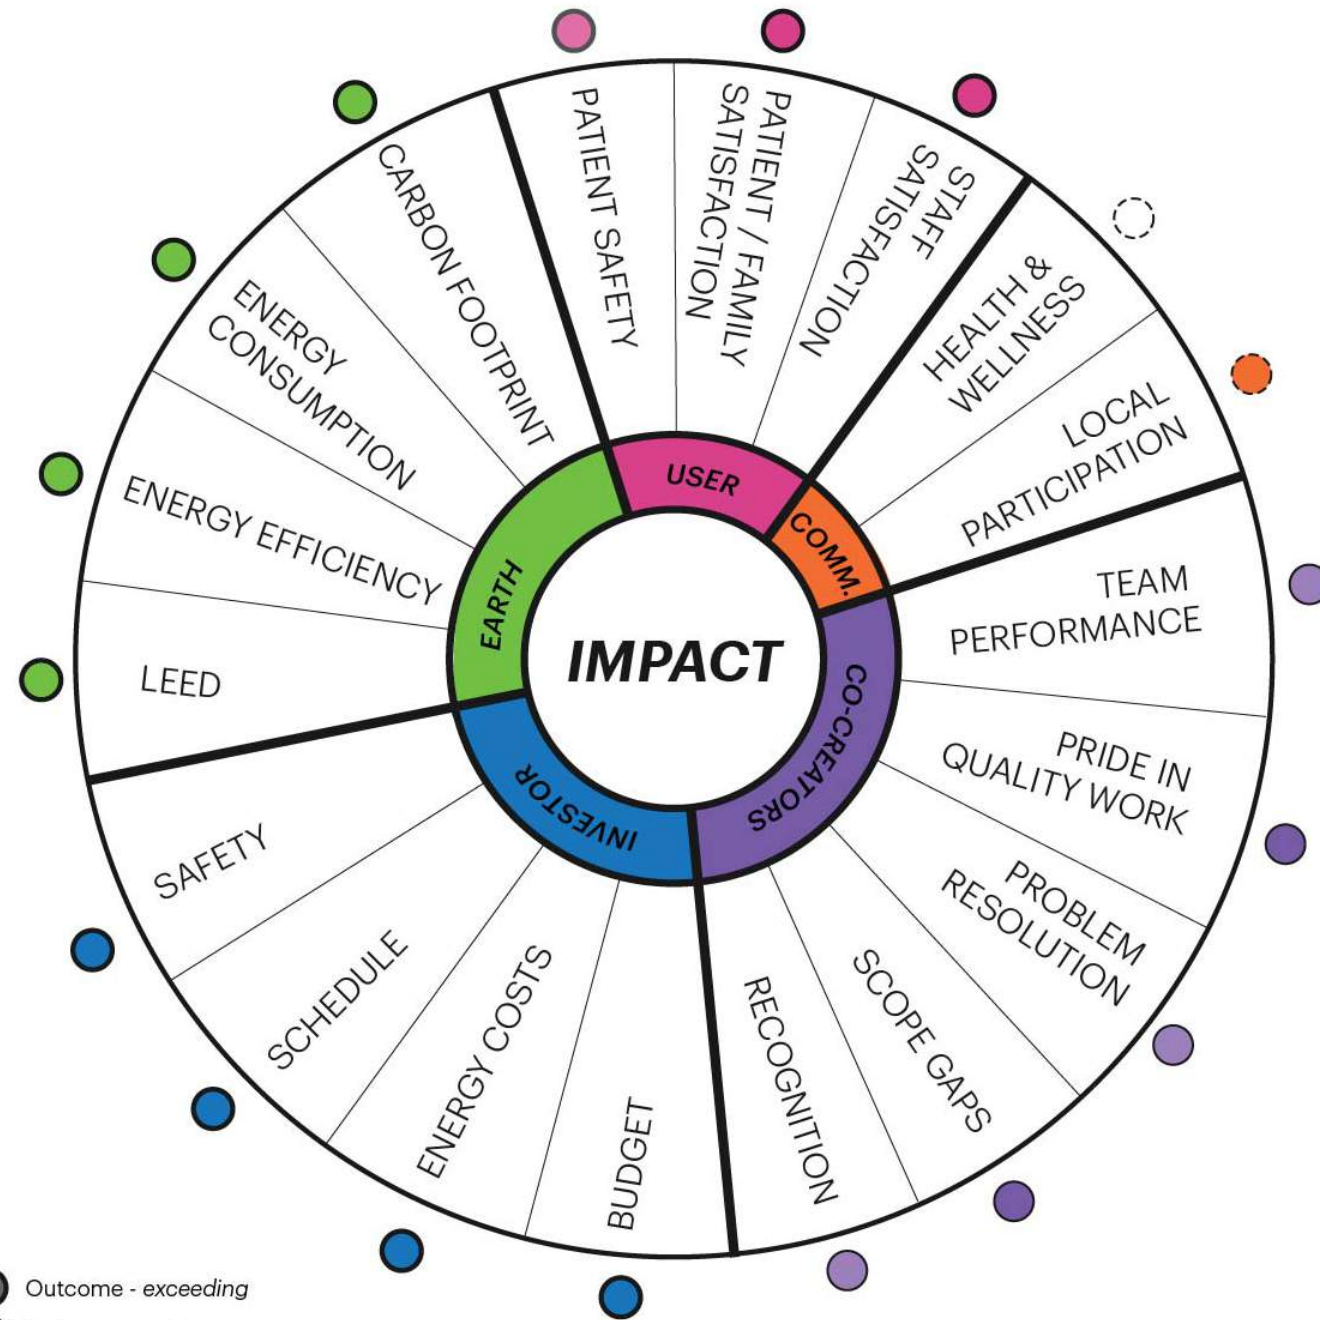 PATIENT SAFETY
PATIENT / FAMILY
SATISFACTION
STAFF
SATISFACTION
HEALTH &
WELLNESS
LOCAL
PARTICIPATION
TEAM
PERFORMANCE
PRIDE IN
QUALITY WORK
PROBLEM
RESOLUTION
SCOPE GAPS
RECOGNITION
BUDGET
ENERGY COSTS
SCHEDULE
SAFETY
LEED
ENERGY EFFICIENCY
ENERGY
CONSUMPTION
CARBON FOOTPRINT
USER
COMM.
CO-CREATORS
INVESTOR
EARTH
IMPACT
Outcome - exceeding